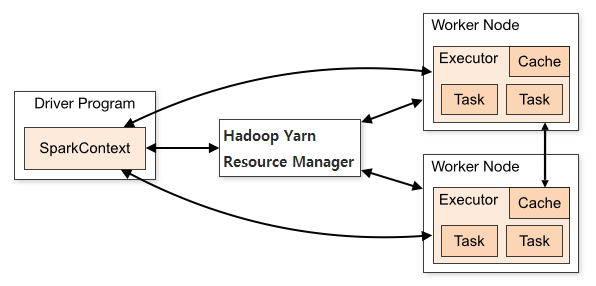 Driver Program
SparkContext
Hadoop Yarn
Resource Manager
Worker Node
Executor
Cache
Task
Task
Worker Node
Executor
Cache
Task
Task